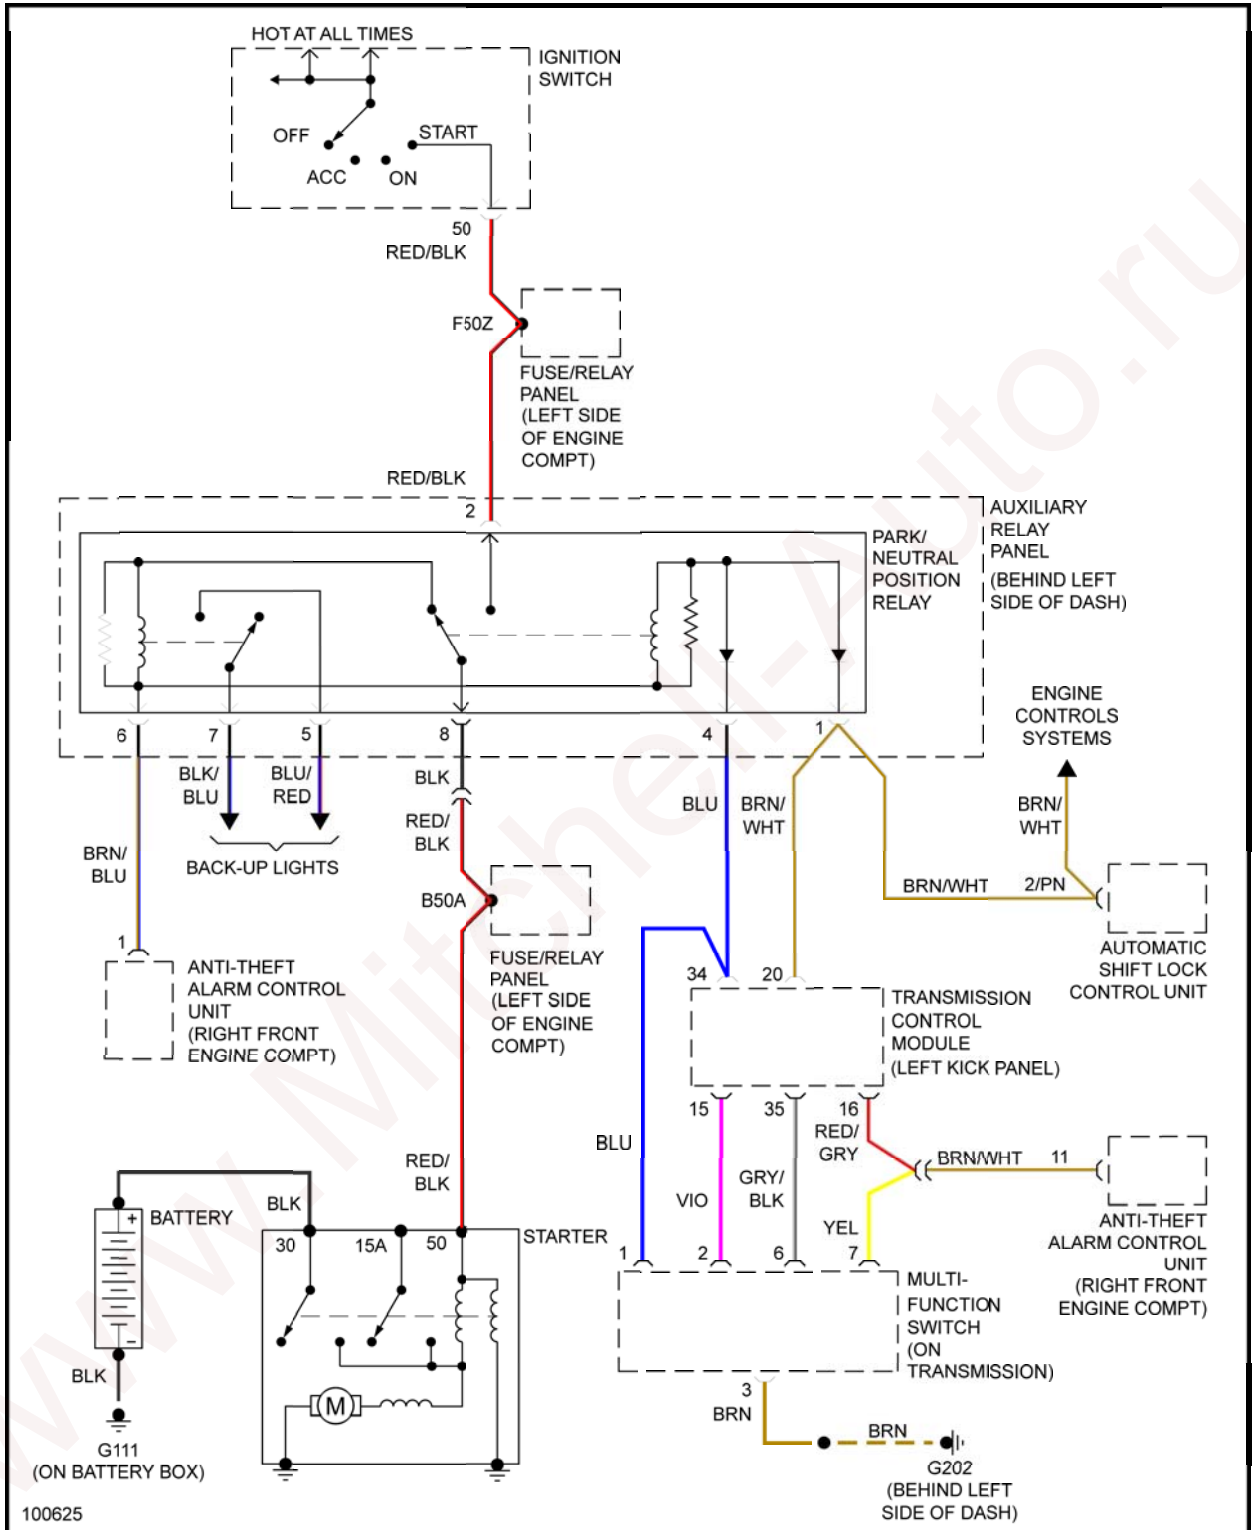 HOT AT ALL TIMES
IGNITION
SWITCH
OFF
START
ACC
ON
50
RED/BLK
F50Z
FUSE/RELAY
PANEL
(LEFT SIDE
OF ENGINE
COMPT)
RED/BLK
2
AUXILIARY
RELAY
PANEL
(BEHIND LEFT
SIDE OF DASH)
PARK/
NEUTRAL
POSITION
RELAY
6
7
5
8
4
1
BLK/
BLU
BLU/
RED
BLK
RED/
BLK
BLU
BRN/
WHT
ENGINE
CONTROLS
SYSTEMS
BRN/
WHT
BRN/
BLU
BACK-UP LIGHTS
B50A
BRN/WHT
2/PN
AUTOMATIC
SHIFT LOCK
CONTROL UNIT
1
ANTI-THEFT
ALARM CONTROL
UNIT
(RIGHT FRONT
ENGINE COMPT)
FUSE/RELAY
PANEL
(LEFT SIDE
OF ENGINE
COMPT)
34
20
TRANSMISSION
CONTROL
MODULE
(LEFT KICK PANEL)
15
35
16
RED/
GRY
BLU
VIO
GRY/
BLK
YEL
BRN/WHT
11
ANTI-THEFT
ALARM CONTROL
UNIT
(RIGHT FRONT
ENGINE COMPT)
RED/
BLK
BLK
+
BATTERY
-
BLK
G111
(ON BATTERY BOX)
30
15A
50
STARTER
M
1
2
6
7
MULTI-
FUNCTION
SWITCH
(ON
TRANSMISSION)
3
BRN
BRN
G202
(BEHIND LEFT
SIDE OF DASH)
100625
www.Mitchell-Auto.ru